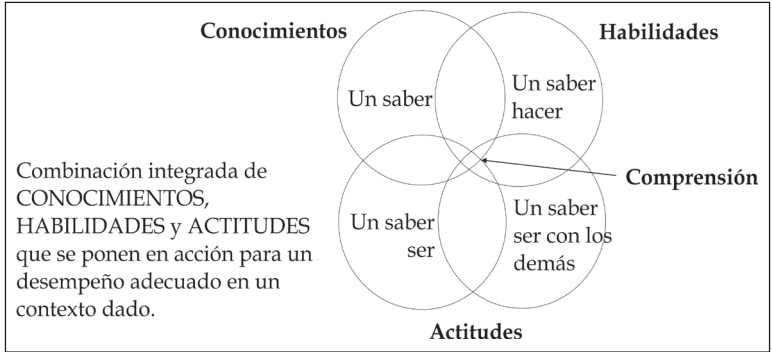 Conocimientos
Habilidades
Un saber
Un saber
hacer
Combinación integrada de
CONOCIMIENTOS,
HABILIDADES y ACTITUDES
que se ponen en acción para un
desempeño adecuado en un
contexto dado.
Comprensión
Un saber
ser
Un saber
ser con los
demás
Actitudes